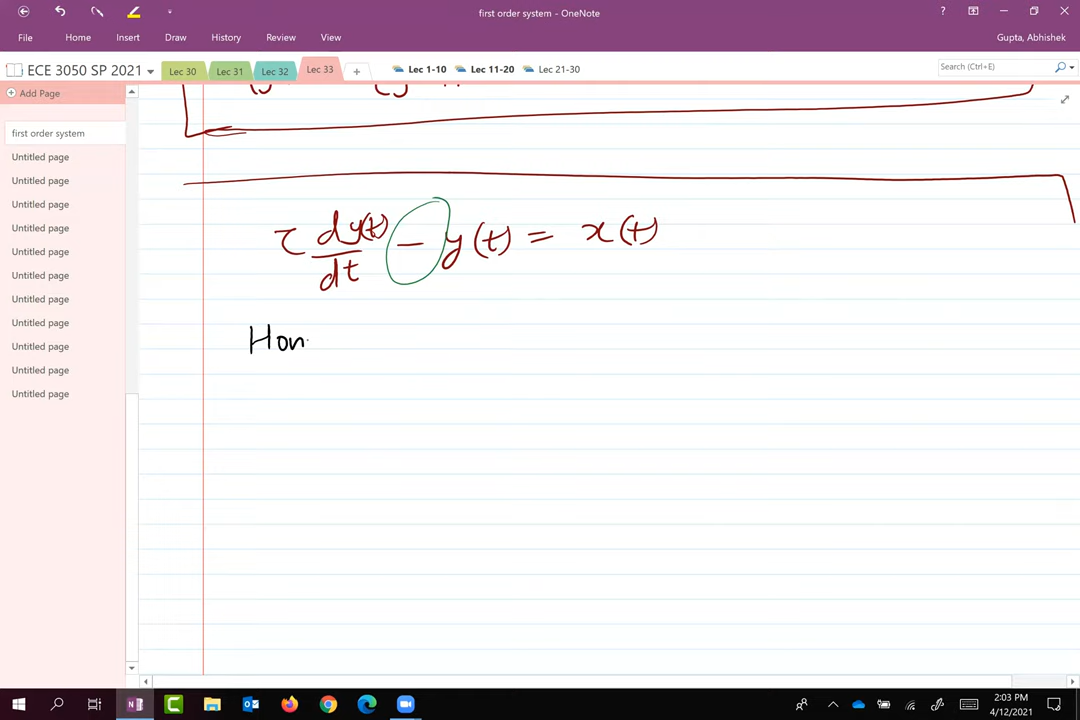 first order system - OneNote
Gupta, Abhishek
File Home Insert Draw History Review View
ECE 3050 SP 2021
Lec 30
Lec 31
Lec 32
Lec 33
Lec 1-10
Lec 11-20
Lec 21-30
Search (Ctrl+E)
Add Page
first order system
Untitled page
Untitled page
Untitled page
Untitled page
Untitled page
Untitled page
Untitled page
Untitled page
Untitled page
Untitled page
Untitled page
τ dy(t)/dt − y(t) = x(t)
Hom
2:03 PM
4/12/2021